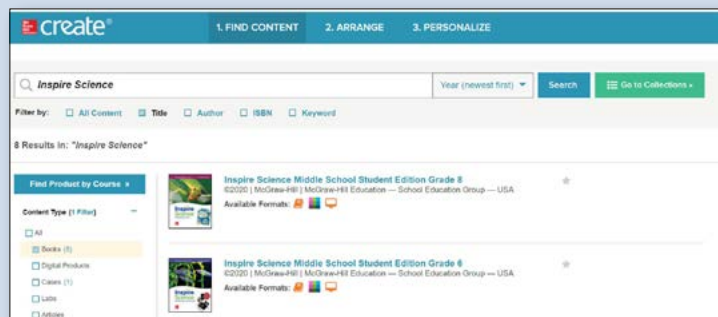 create®
1. FIND CONTENT 2. ARRANGE 3. PERSONALIZE
Inspire Science Year (newest first) Search Go to Collections »
Filter by: All Content Title Author ISBN Keyword
8 Results in: "Inspire Science"
Find Product by Course »
Content Type (1 Filter) —
All
Books (8)
Digital Products
Cases (1)
Labs
Articles
Inspire Science Middle School Student Edition Grade 8
©2020 | McGraw-Hill | McGraw-Hill Education — School Education Group — USA
Available Formats:
Inspire Science Middle School Student Edition Grade 6
©2020 | McGraw-Hill | McGraw-Hill Education — School Education Group — USA
Available Formats: